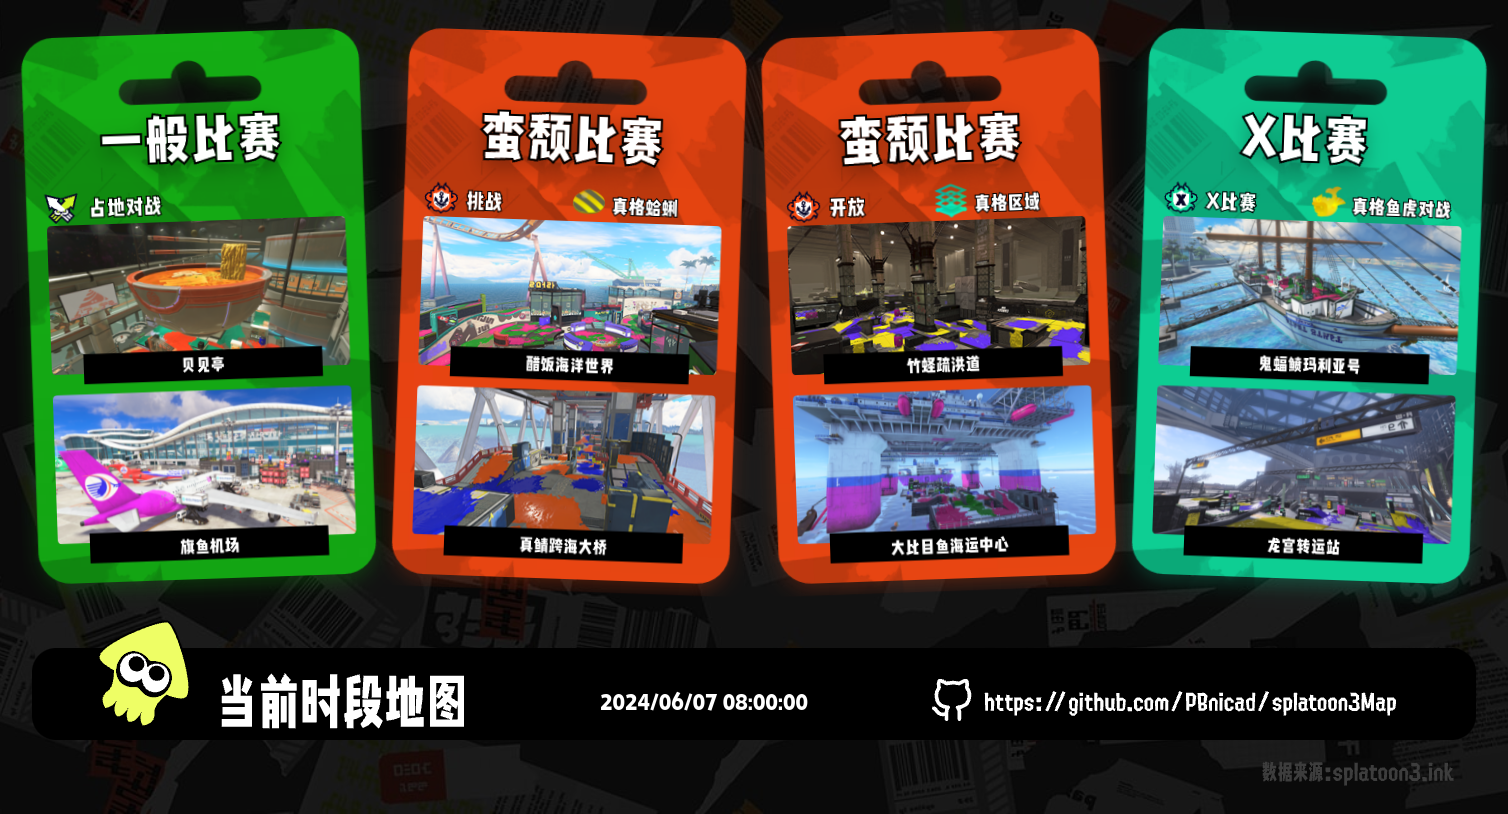 一般比赛
占地对战
贝见亭
旗鱼机场
蛮颓比赛
挑战
真格蛤蜊
醋饭海洋世界
真鲭跨海大桥
蛮颓比赛
开放
真格区域
竹蛏疏洪道
大比目鱼海运中心
X比赛
X比赛
真格鱼虎对战
鬼蝠鲼玛利亚号
龙宫转运站
当前时段地图
2024/06/07 08:00:00
https://github.com/PBnicad/splatoon3Map
数据来源:splatoon3.ink